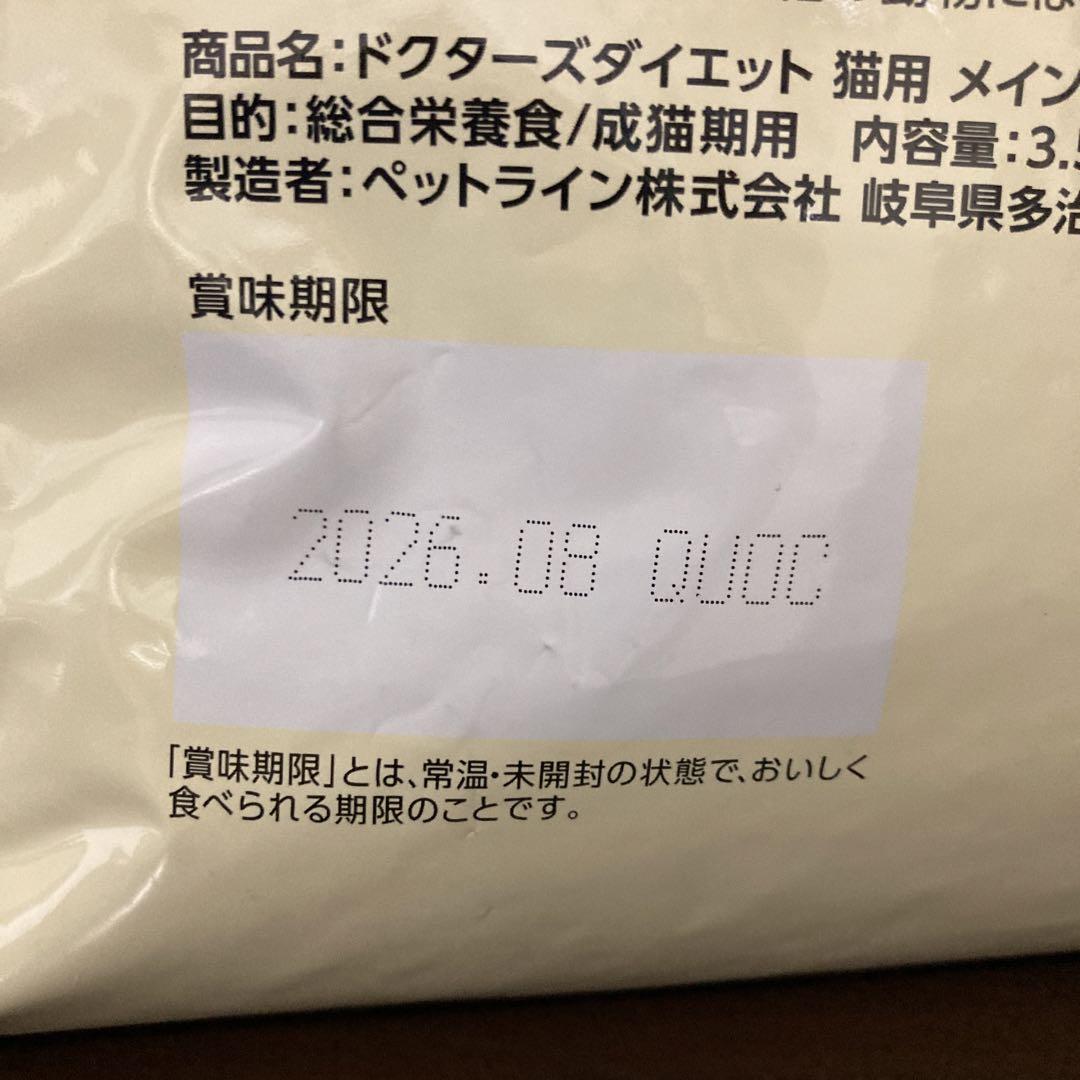 商品名：ドクターズダイエット 猫用 メイン
目的：総合栄養食/成猫期用 内容量：3.5
製造者：ペットライン株式会社 岐阜県多治
賞味期限
2026.08 QUOC
「賞味期限」とは、常温・未開封の状態で、おいしく
食べられる期限のことです。